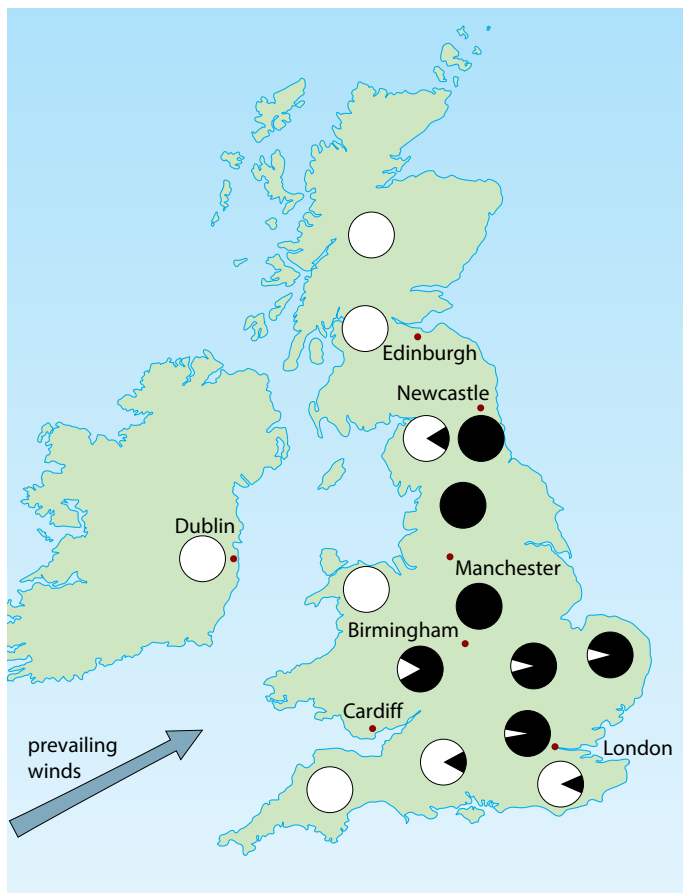 Edinburgh
Newcastle
Dublin
Manchester
Birmingham
Cardiff
prevailing
winds
London